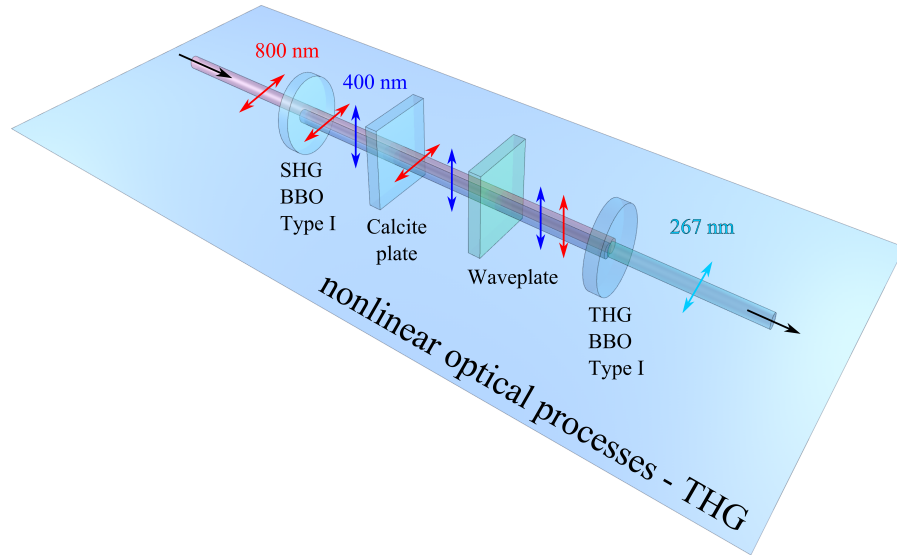 800 nm
400 nm
SHG
BBO
Type I
Calcite
plate
Waveplate
267 nm
THG
BBO
Type I
nonlinear optical processes - THG